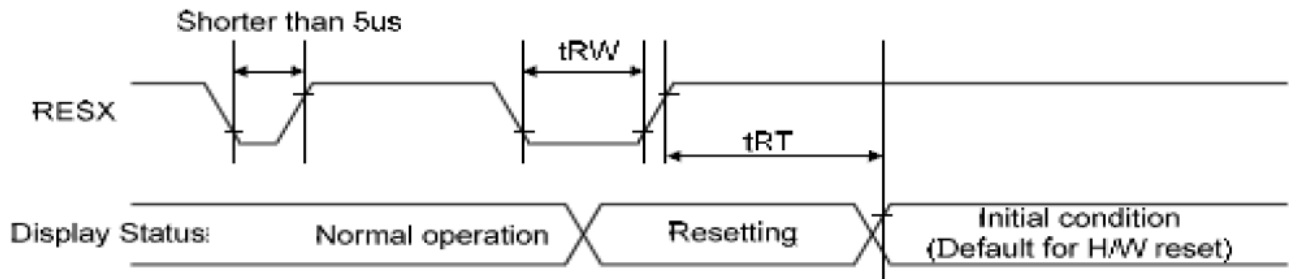 Shorter than 5us
tRW
RESX
tRT
Display Status:
Normal operation
Resetting
Initial condition
(Default for H/W reset)